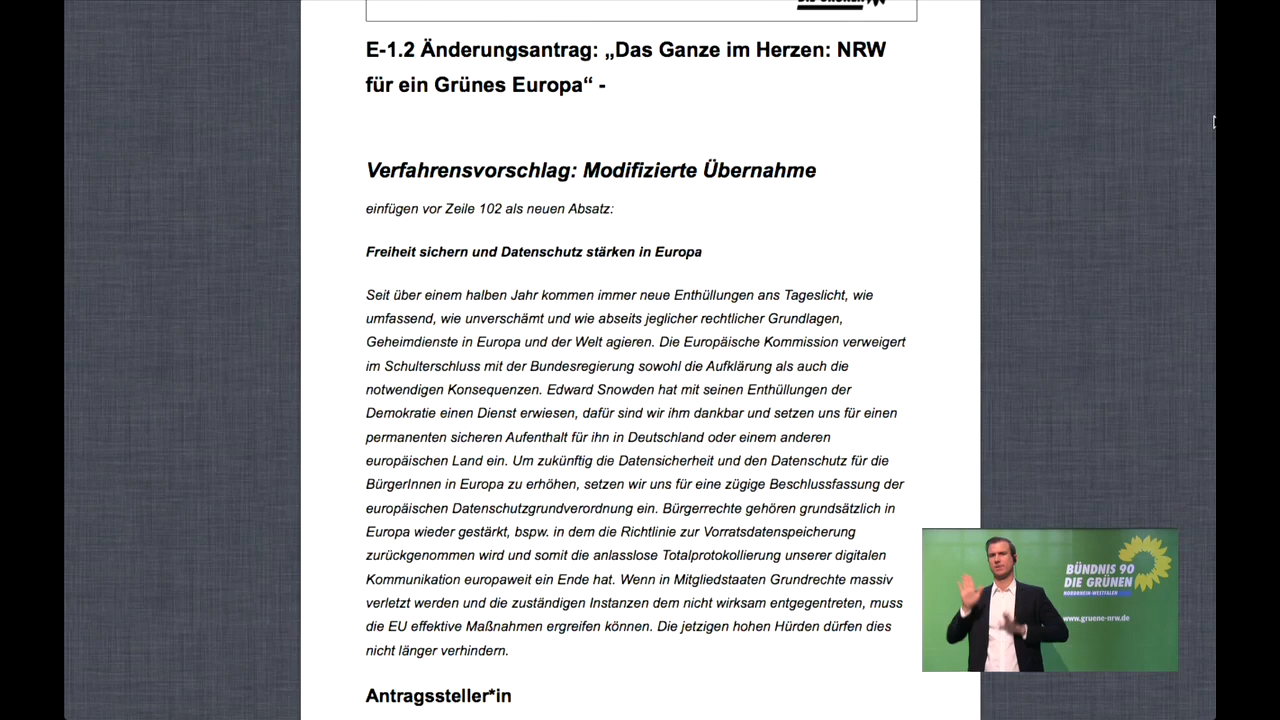 DIE GRÜNEN
E-1.2 Änderungsantrag: „Das Ganze im Herzen: NRW
für ein Grünes Europa“ -
Verfahrensvorschlag: Modifizierte Übernahme
einfügen vor Zeile 102 als neuen Absatz:
Freiheit sichern und Datenschutz stärken in Europa
Seit über einem halben Jahr kommen immer neue Enthüllungen ans Tageslicht, wie
umfassend, wie unverschämt und wie abseits jeglicher rechtlicher Grundlagen,
Geheimdienste in Europa und der Welt agieren. Die Europäische Kommission verweigert
im Schulterschluss mit der Bundesregierung sowohl die Aufklärung als auch die
notwendigen Konsequenzen. Edward Snowden hat mit seinen Enthüllungen der
Demokratie einen Dienst erwiesen, dafür sind wir ihm dankbar und setzen uns für einen
permanenten sicheren Aufenthalt für ihn in Deutschland oder einem anderen
europäischen Land ein. Um zukünftig die Datensicherheit und den Datenschutz für die
BürgerInnen in Europa zu erhöhen, setzen wir uns für eine zügige Beschlussfassung der
europäischen Datenschutzgrundverordnung ein. Bürgerrechte gehören grundsätzlich in
Europa wieder gestärkt, bspw. in dem die Richtlinie zur Vorratsdatenspeicherung
zurückgenommen wird und somit die anlasslose Totalprotokollierung unserer digitalen
Kommunikation europaweit ein Ende hat. Wenn in Mitgliedstaaten Grundrechte massiv
verletzt werden und die zuständigen Instanzen dem nicht wirksam entgegentreten, muss
die EU effektive Maßnahmen ergreifen können. Die jetzigen hohen Hürden dürfen dies
nicht länger verhindern.
Antragssteller*in
BÜNDNIS 90
DIE GRÜNEN
NORDRHEIN-WESTFALEN
www.gruene-nrw.de